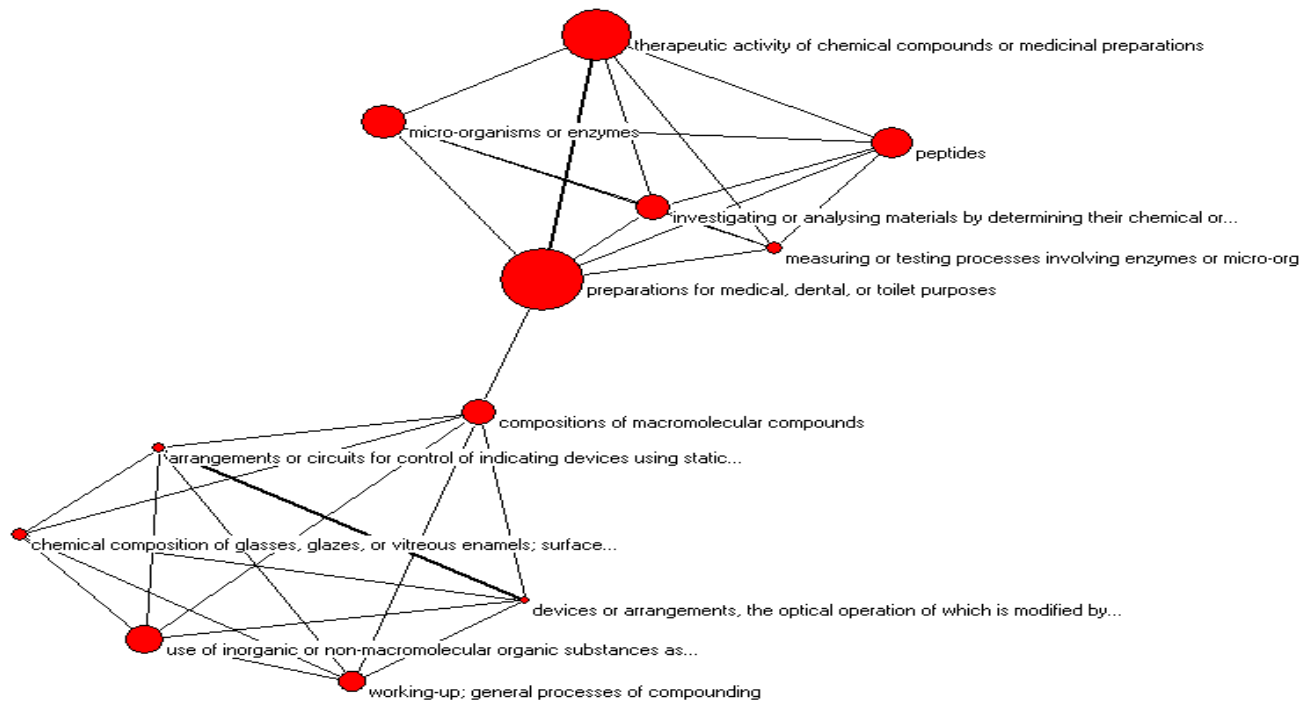 therapeutic activity of chemical compounds or medicinal preparations
micro-organisms or enzymes
peptides
investigating or analysing materials by determining their chemical or...
measuring or testing processes involving enzymes or micro-org
preparations for medical, dental, or toilet purposes
compositions of macromolecular compounds
arrangements or circuits for control of indicating devices using static...
chemical composition of glasses, glazes, or vitreous enamels; surface...
devices or arrangements, the optical operation of which is modified by...
use of inorganic or non-macromolecular organic substances as...
working-up; general processes of compounding